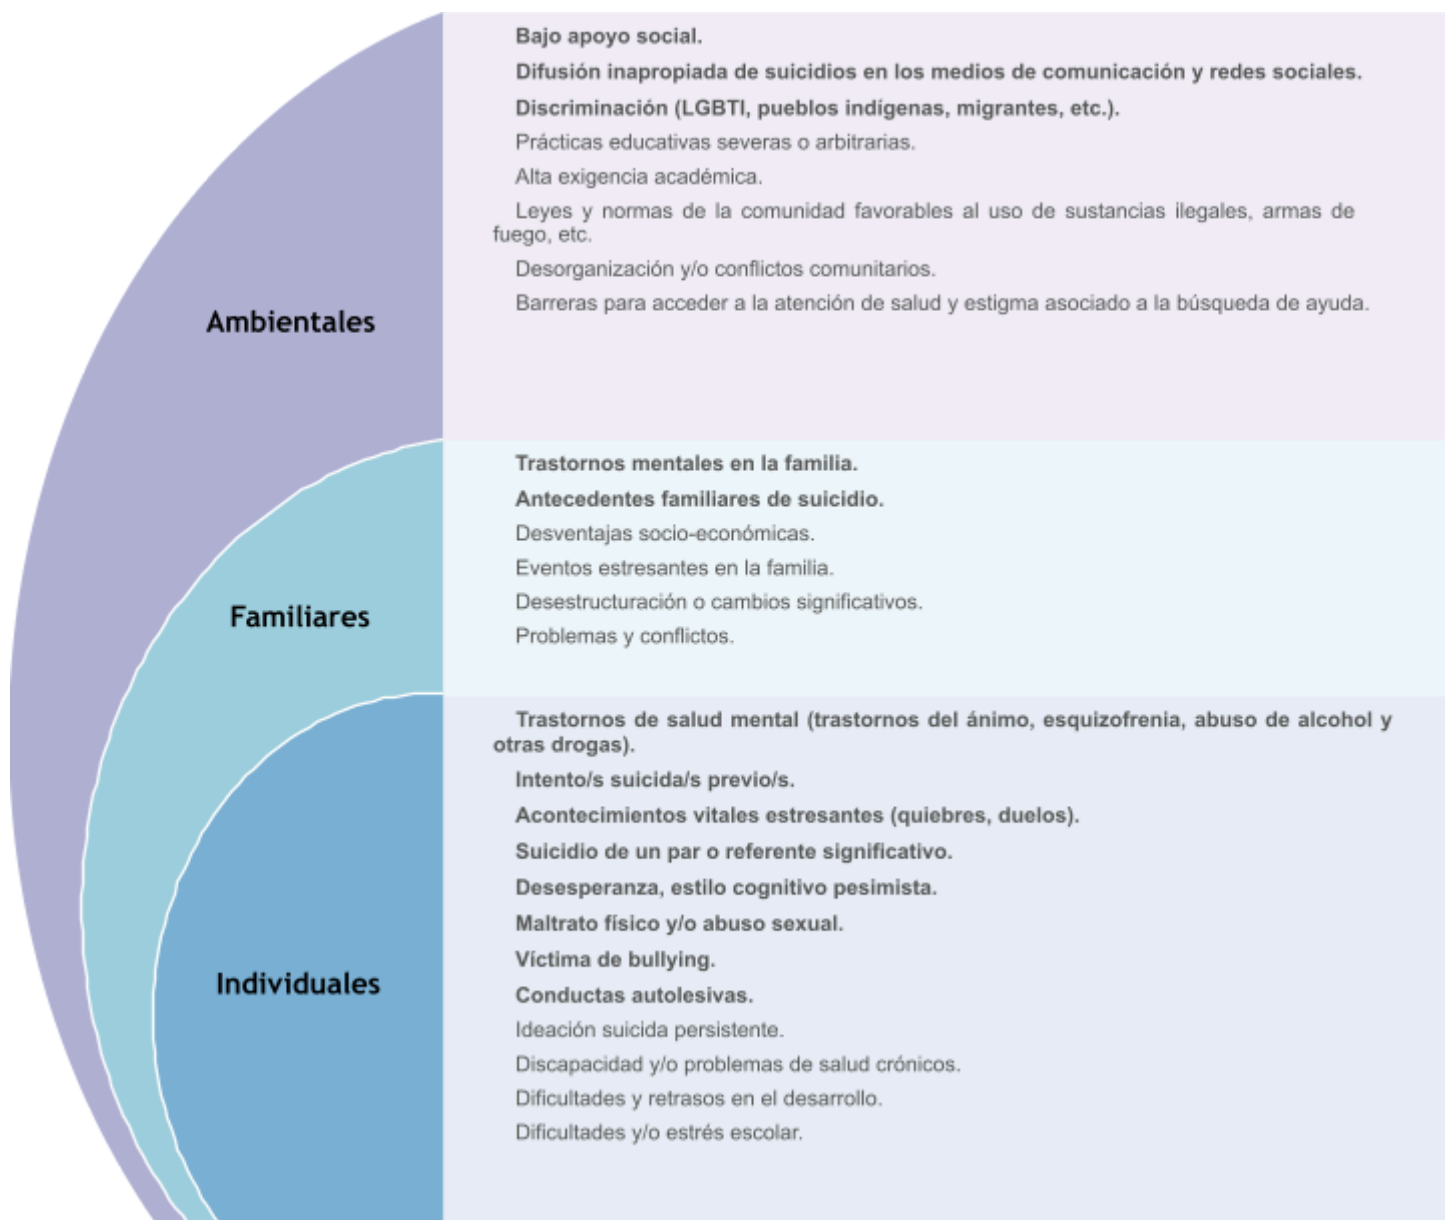 Ambientales
Bajo apoyo social.
Difusión inapropiada de suicidios en los medios de comunicación y redes sociales.
Discriminación (LGBTI, pueblos indígenas, migrantes, etc.).
Prácticas educativas severas o arbitrarias.
Alta exigencia académica.
Leyes y normas de la comunidad favorables al uso de sustancias ilegales, armas de
fuego, etc.
Desorganización y/o conflictos comunitarios.
Barreras para acceder a la atención de salud y estigma asociado a la búsqueda de ayuda.
Familiares
Trastornos mentales en la familia.
Antecedentes familiares de suicidio.
Desventajas socio-económicas.
Eventos estresantes en la familia.
Desestructuración o cambios significativos.
Problemas y conflictos.
Individuales
Trastornos de salud mental (trastornos del ánimo, esquizofrenia, abuso de alcohol y
otras drogas).
Intento/s suicida/s previo/s.
Acontecimientos vitales estresantes (quiebres, duelos).
Suicidio de un par o referente significativo.
Desesperanza, estilo cognitivo pesimista.
Maltrato físico y/o abuso sexual.
Víctima de bullying.
Conductas autolesivas.
Ideación suicida persistente.
Discapacidad y/o problemas de salud crónicos.
Dificultades y retrasos en el desarrollo.
Dificultades y/o estrés escolar.